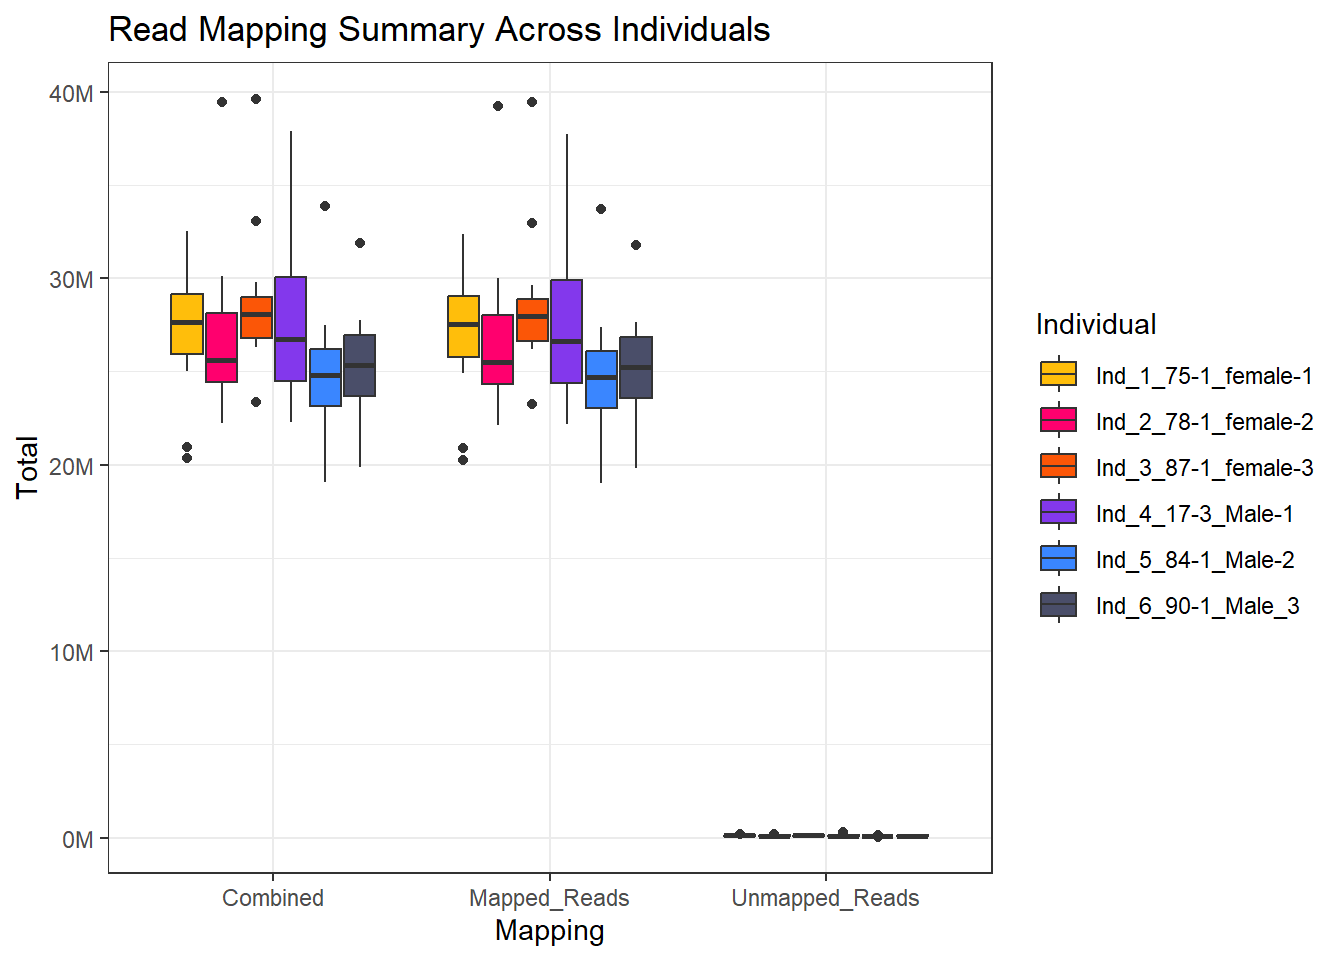 Read Mapping Summary Across Individuals
Total
40M
30M
20M
10M
0M
Combined
Mapped_Reads
Unmapped_Reads
Mapping
Individual
Ind_1_75-1_female-1
Ind_2_78-1_female-2
Ind_3_87-1_female-3
Ind_4_17-3_Male-1
Ind_5_84-1_Male-2
Ind_6_90-1_Male_3